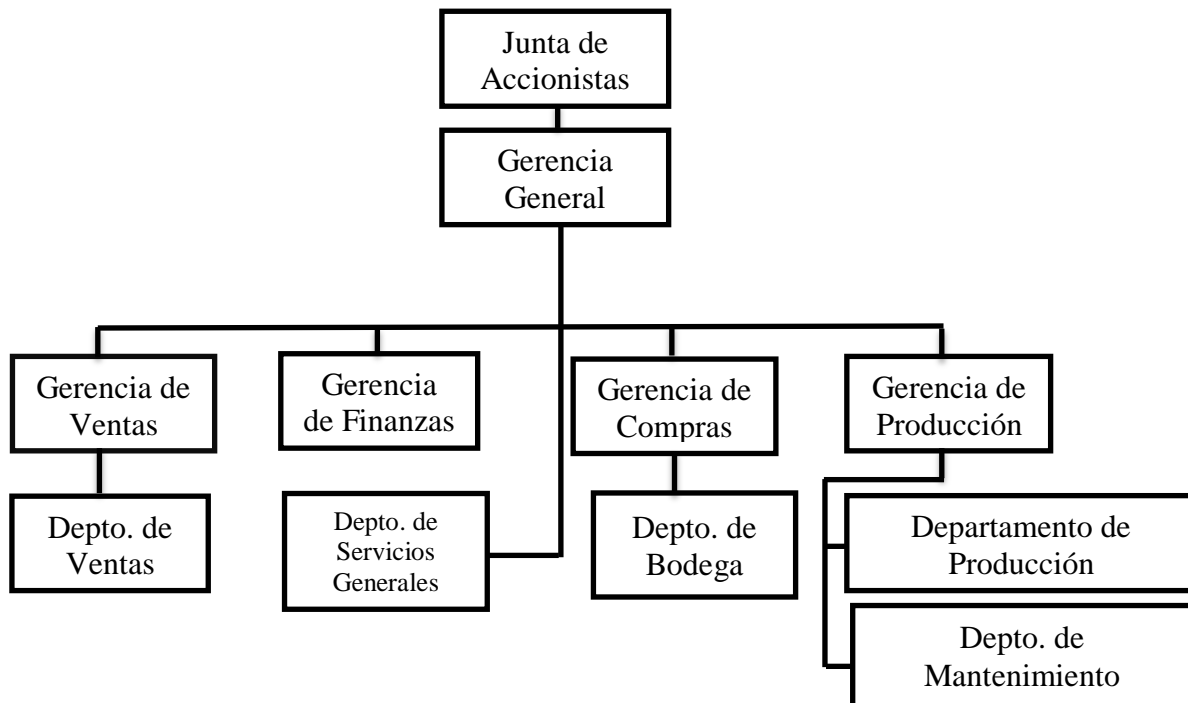 Junta de
Accionistas
Gerencia
General
Gerencia de
Ventas
Gerencia
de Finanzas
Gerencia de
Compras
Gerencia de
Producción
Depto. de
Ventas
Depto. de
Servicios
Generales
Depto. de
Bodega
Departamento de
Producción
Depto. de
Mantenimiento